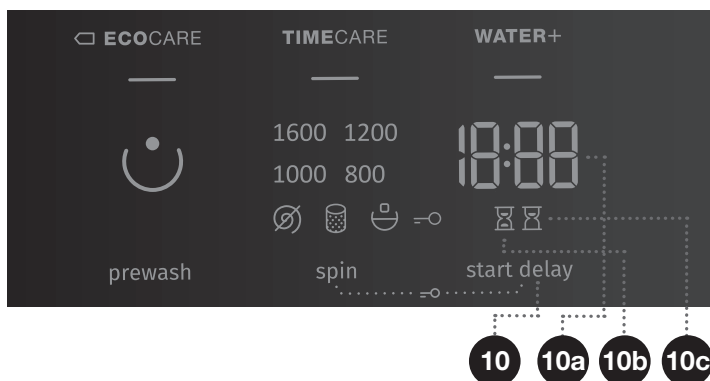 ECOCARE TIMECARE WATER+
1600 1200
18:88
1000 800
prewash spin start delay
10 10a 10b 10c